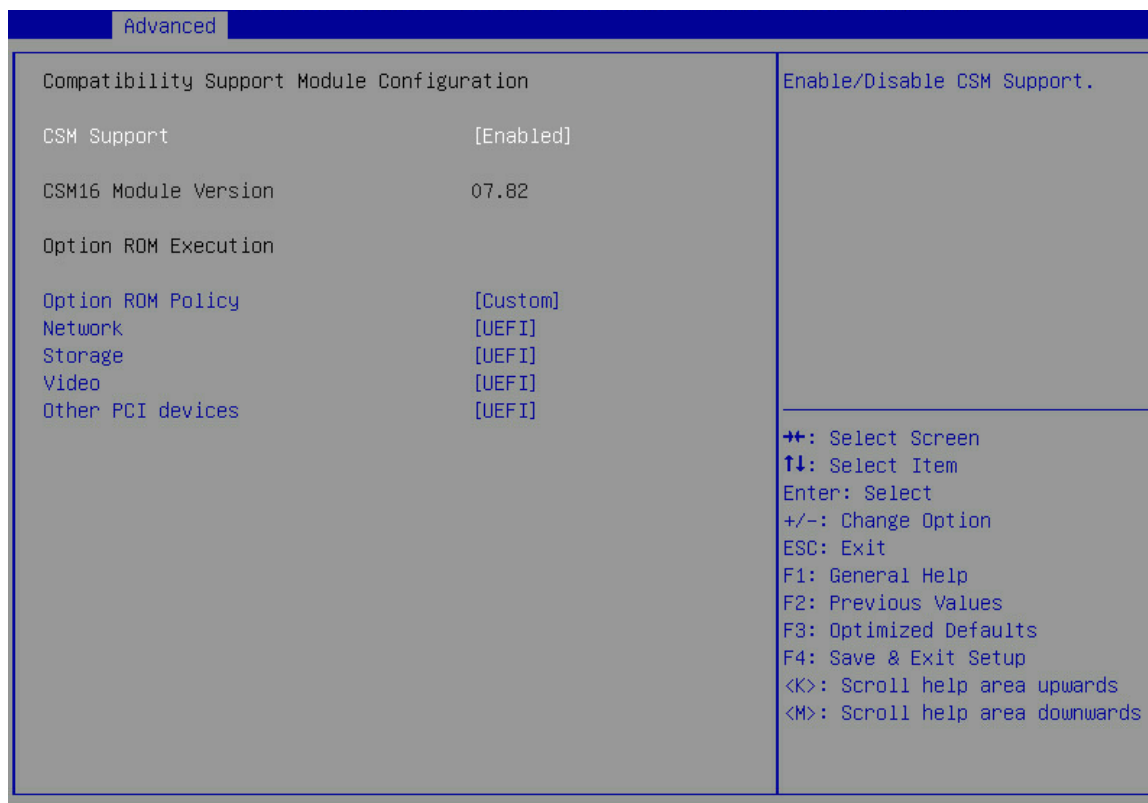 Advanced
Compatibility Support Module Configuration
CSM Support [Enabled]
CSM16 Module Version 07.82
Option ROM Execution
Option ROM Policy [Custom]
Network [UEFI]
Storage [UEFI]
Video [UEFI]
Other PCI devices [UEFI]
Enable/Disable CSM Support.
→←: Select Screen
↑↓: Select Item
Enter: Select
+/-: Change Option
ESC: Exit
F1: General Help
F2: Previous Values
F3: Optimized Defaults
F4: Save & Exit Setup
<K>: Scroll help area upwards
<M>: Scroll help area downwards